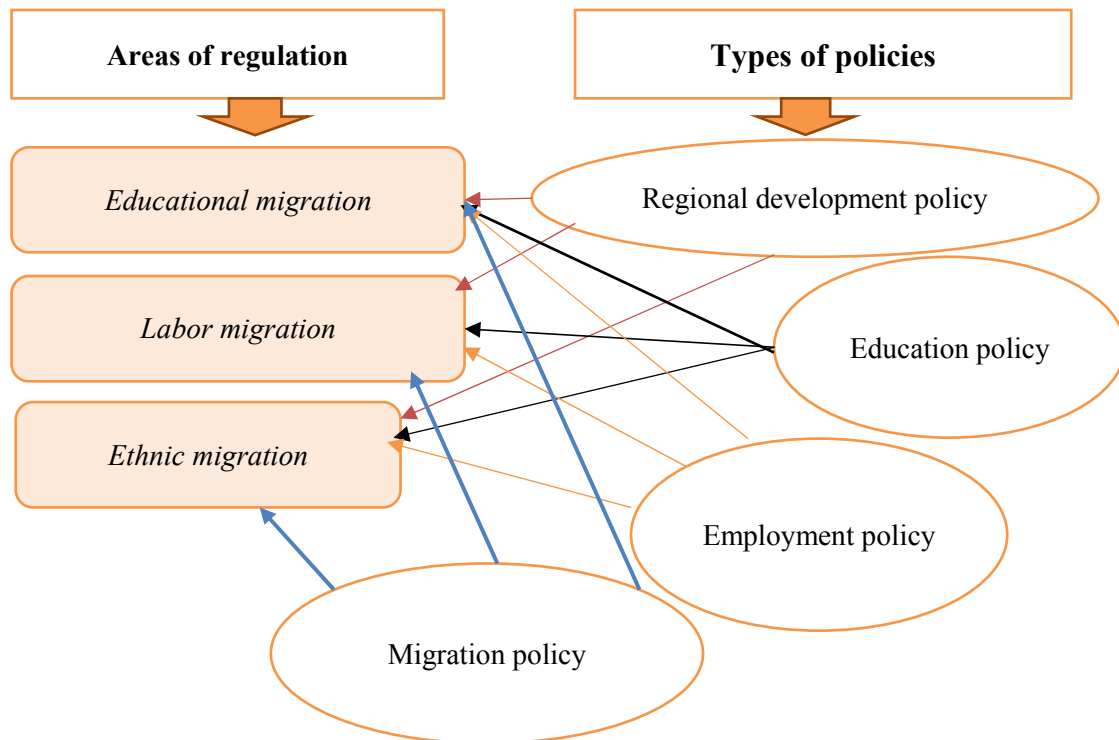 Areas of regulation
Types of policies
Educational migration
Regional development policy
Labor migration
Education policy
Ethnic migration
Employment policy
Migration policy